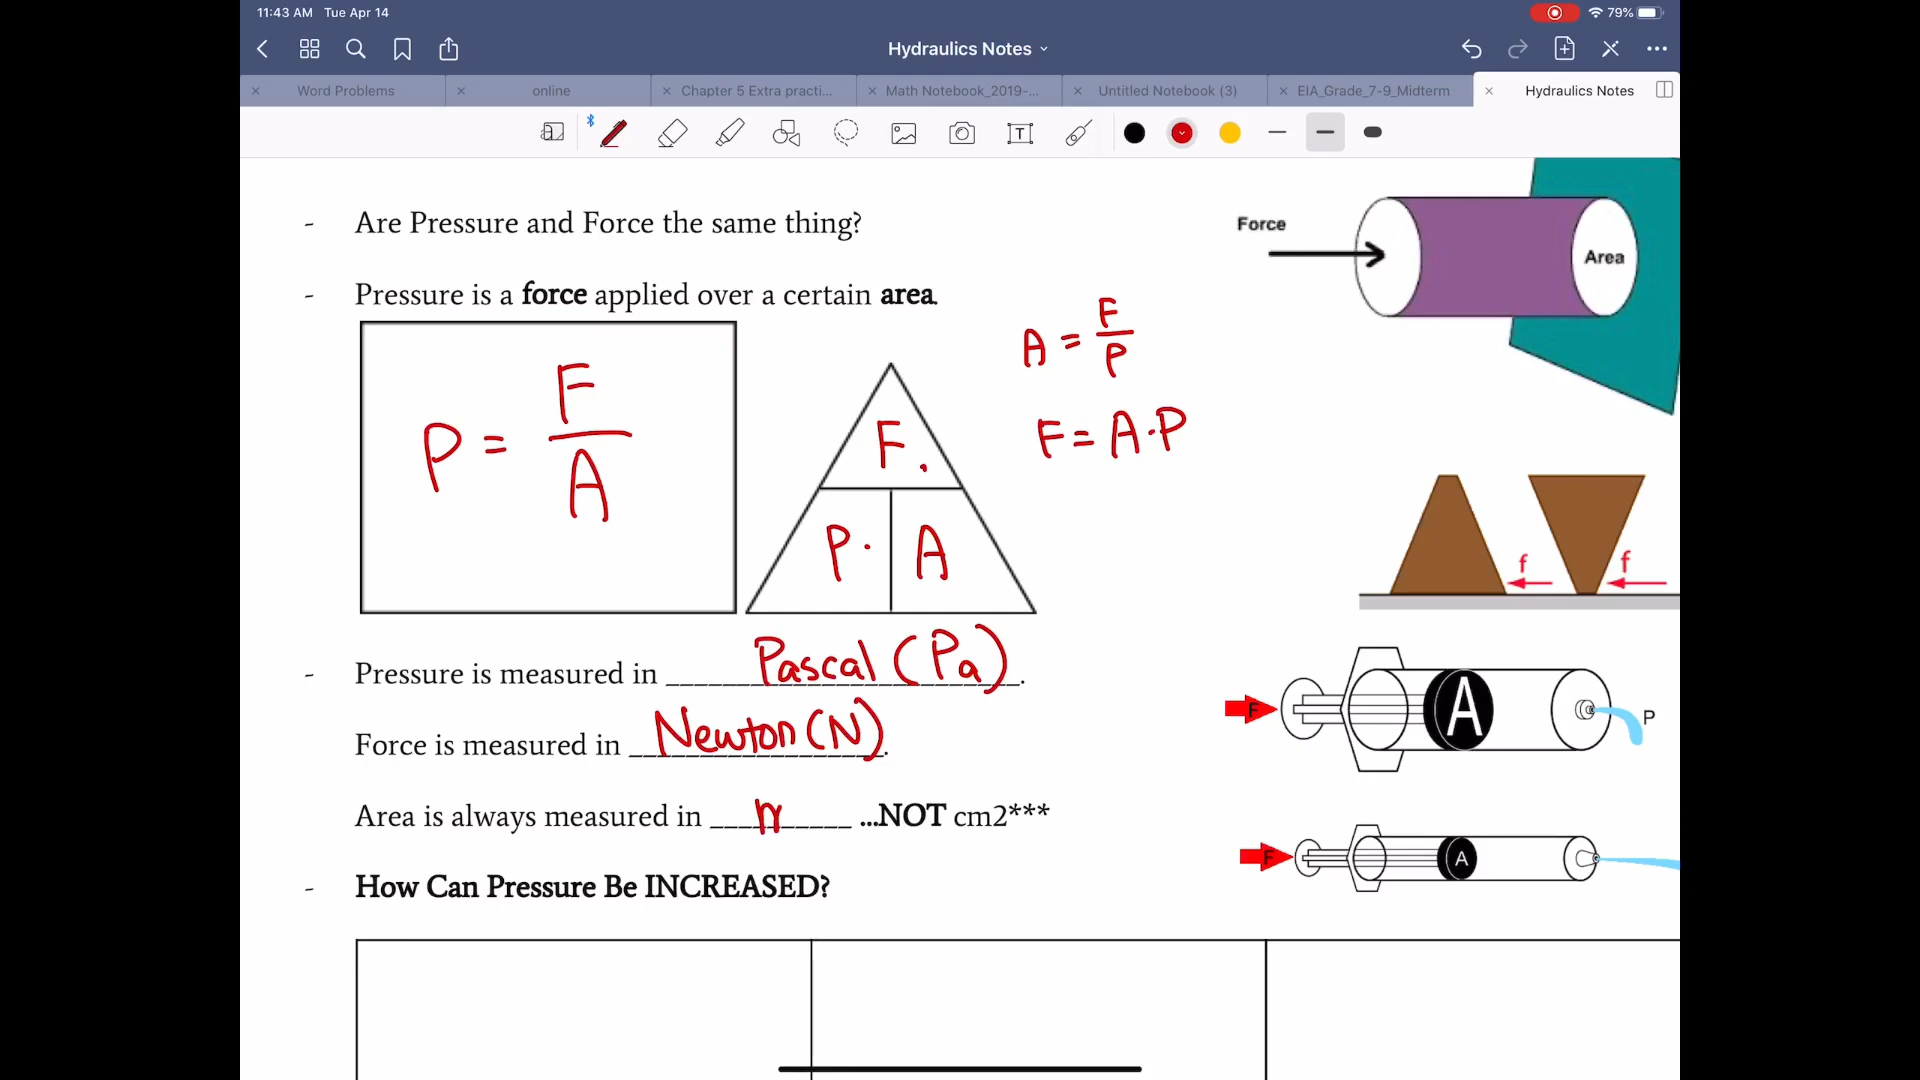 11:43 AM Tue Apr 14
79%
Hydraulics Notes
Word Problems
online
Chapter 5 Extra practi...
Math Notebook_2019-...
Untitled Notebook (3)
EIA_Grade_7-9_Midterm
Hydraulics Notes
- Are Pressure and Force the same thing?
- Pressure is a force applied over a certain area.
P = F/A
F.
P. A
A = F/P
F = A·P
Force
Area
f
f
- Pressure is measured in Pascal (Pa).
Force is measured in Newton (N).
Area is always measured in ...NOT cm2***
F
A
P
F
A
- How Can Pressure Be INCREASED?